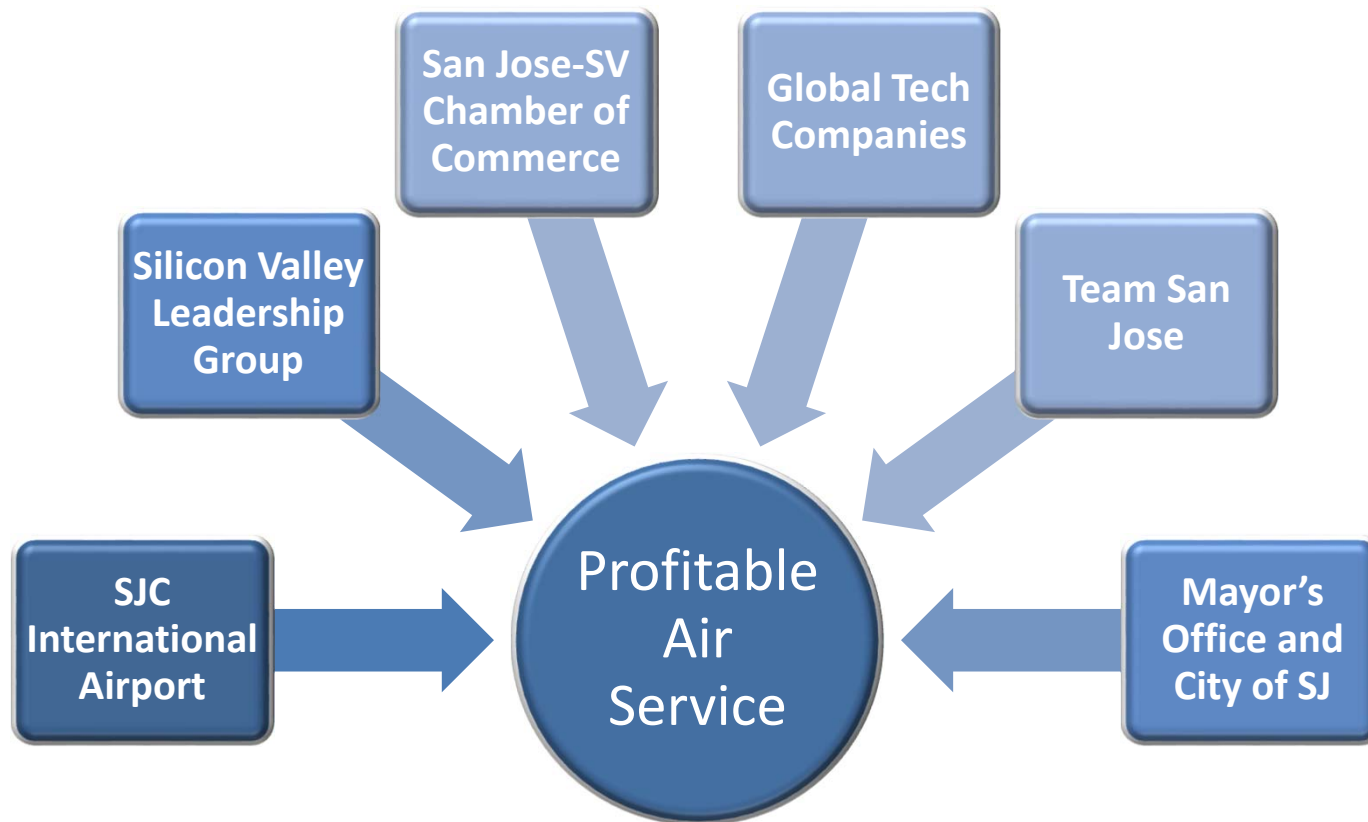 San Jose-SV
Chamber of
Commerce
Global Tech
Companies
Silicon Valley
Leadership
Group
Team San
Jose
SJC
International
Airport
Profitable
Air
Service
Mayor’s
Office and
City of SJ